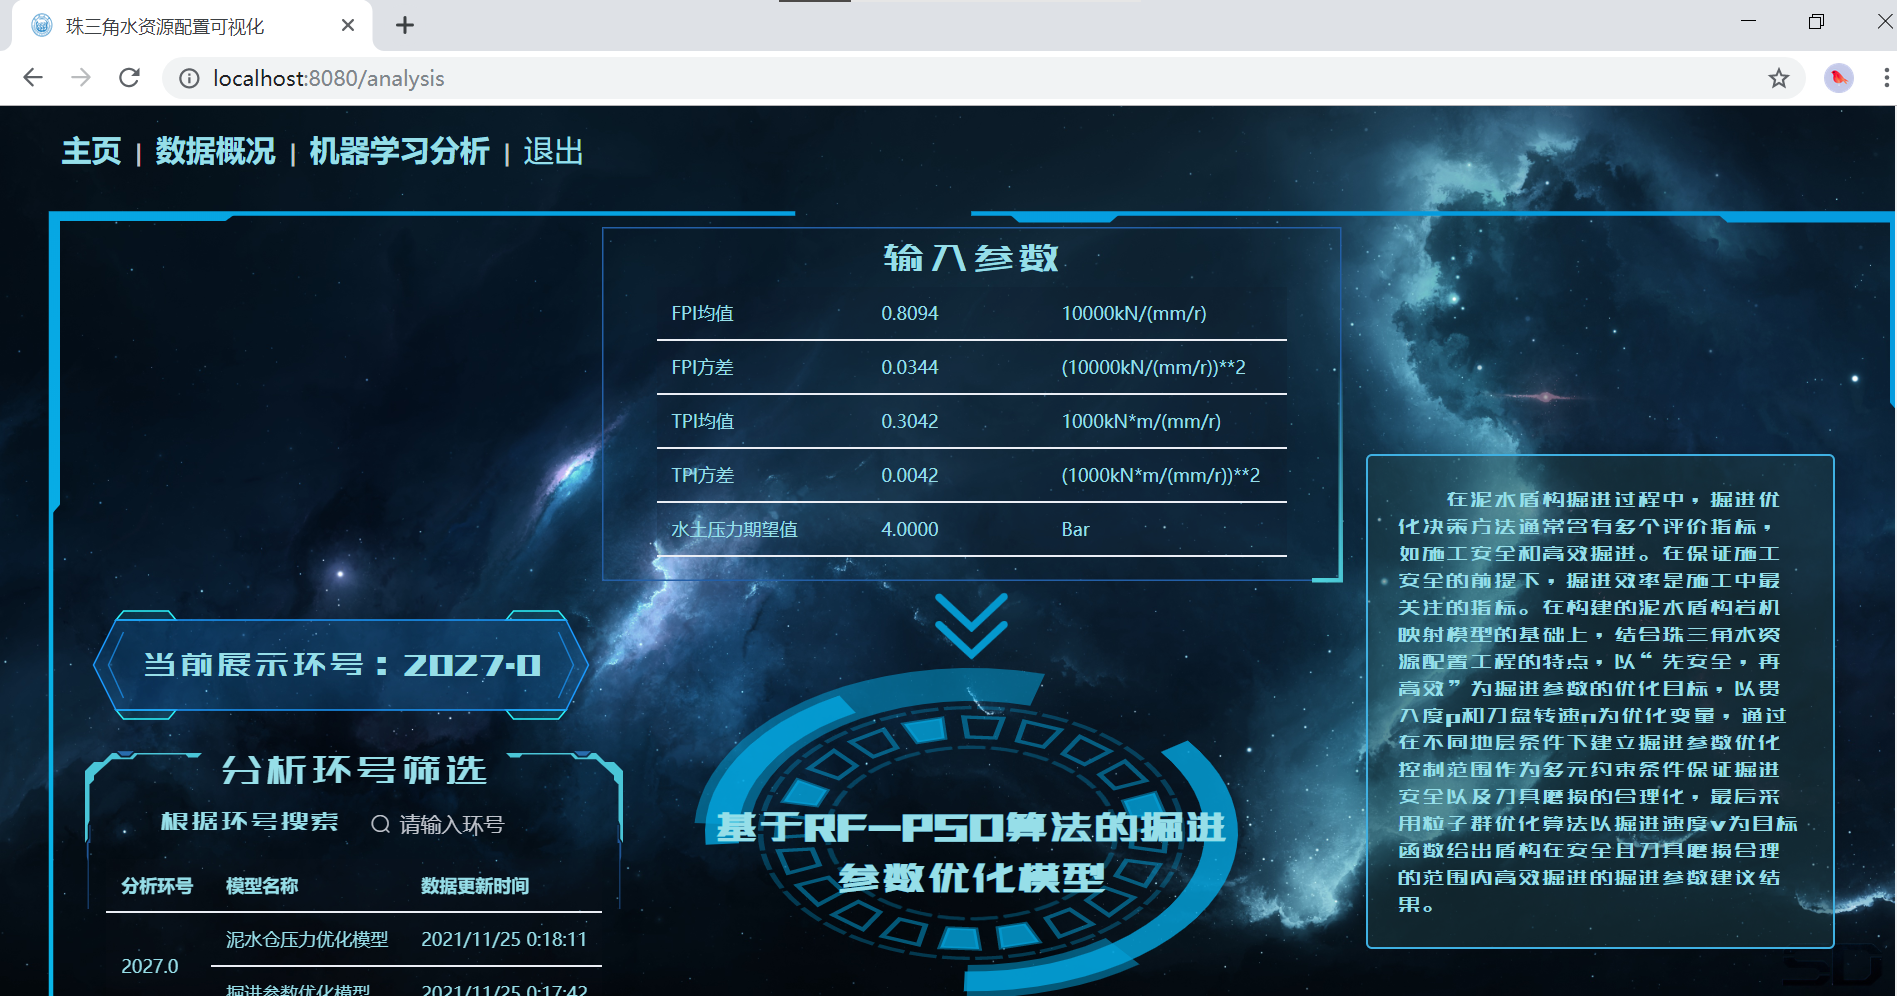 珠三角水资源配置可视化
localhost:8080/analysis
主页 | 数据概况 | 机器学习分析 | 退出
输入参数
FPI均值 0.8094 10000kN/(mm/r)
FPI方差 0.0344 (10000kN/(mm/r))**2
TPI均值 0.3042 1000kN*m/(mm/r)
TPI方差 0.0042 (1000kN*m/(mm/r))**2
水土压力期望值 4.0000 Bar
当前展示环号：2027.0
分析环号筛选
根据环号搜索 请输入环号
分析环号 模型名称 数据更新时间
泥水仓压力优化模型 2021/11/25 0:18:11
2027.0
掘进参数优化模型 2021/11/25 0:17:42
基于RF-PSO算法的掘进
参数优化模型
在泥水盾构掘进过程中，掘进优
化决策方法通常含有多个评价指标，
如施工安全和高效掘进。在保证施工
安全的前提下，掘进效率是施工中最
关注的指标。在构建的泥水盾构岩机
映射模型的基础上，结合珠三角水资
源配置工程的特点，以“先安全，再
高效”为掘进参数的优化目标，以贯
入度p和刀盘转速n为优化变量，通过
在不同地层条件下建立掘进参数优化
控制范围作为多元约束条件保证掘进
安全以及刀具磨损的合理化，最后采
用粒子群优化算法以掘进速度v为目标
函数给出盾构在安全且刀具磨损合理
的范围内高效掘进的掘进参数建议结
果。